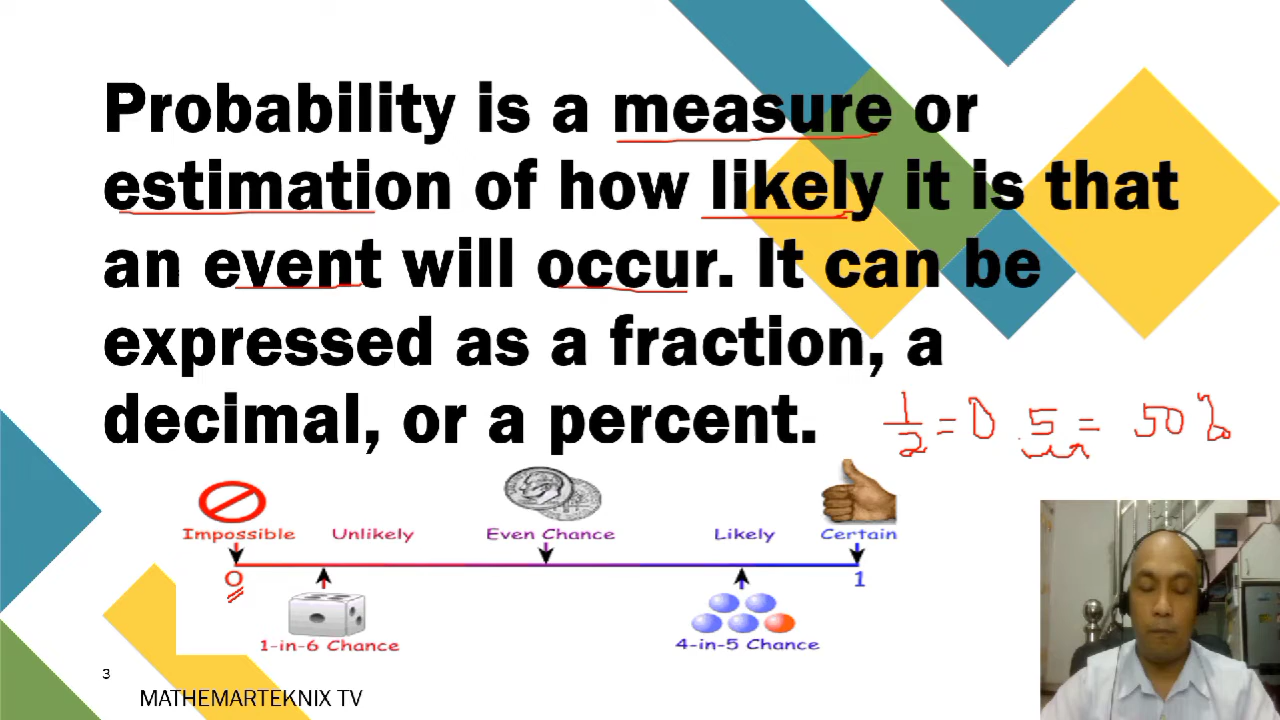 Probability is a measure or
estimation of how likely it is that
an event will occur. It can be
expressed as a fraction, a
decimal, or a percent.
1/2 = 0.5 = 50%
Impossible Unlikely Even Chance Likely Certain
0 1
1-in-6 Chance 4-in-5 Chance
3
MATHEMARTEKNIX TV